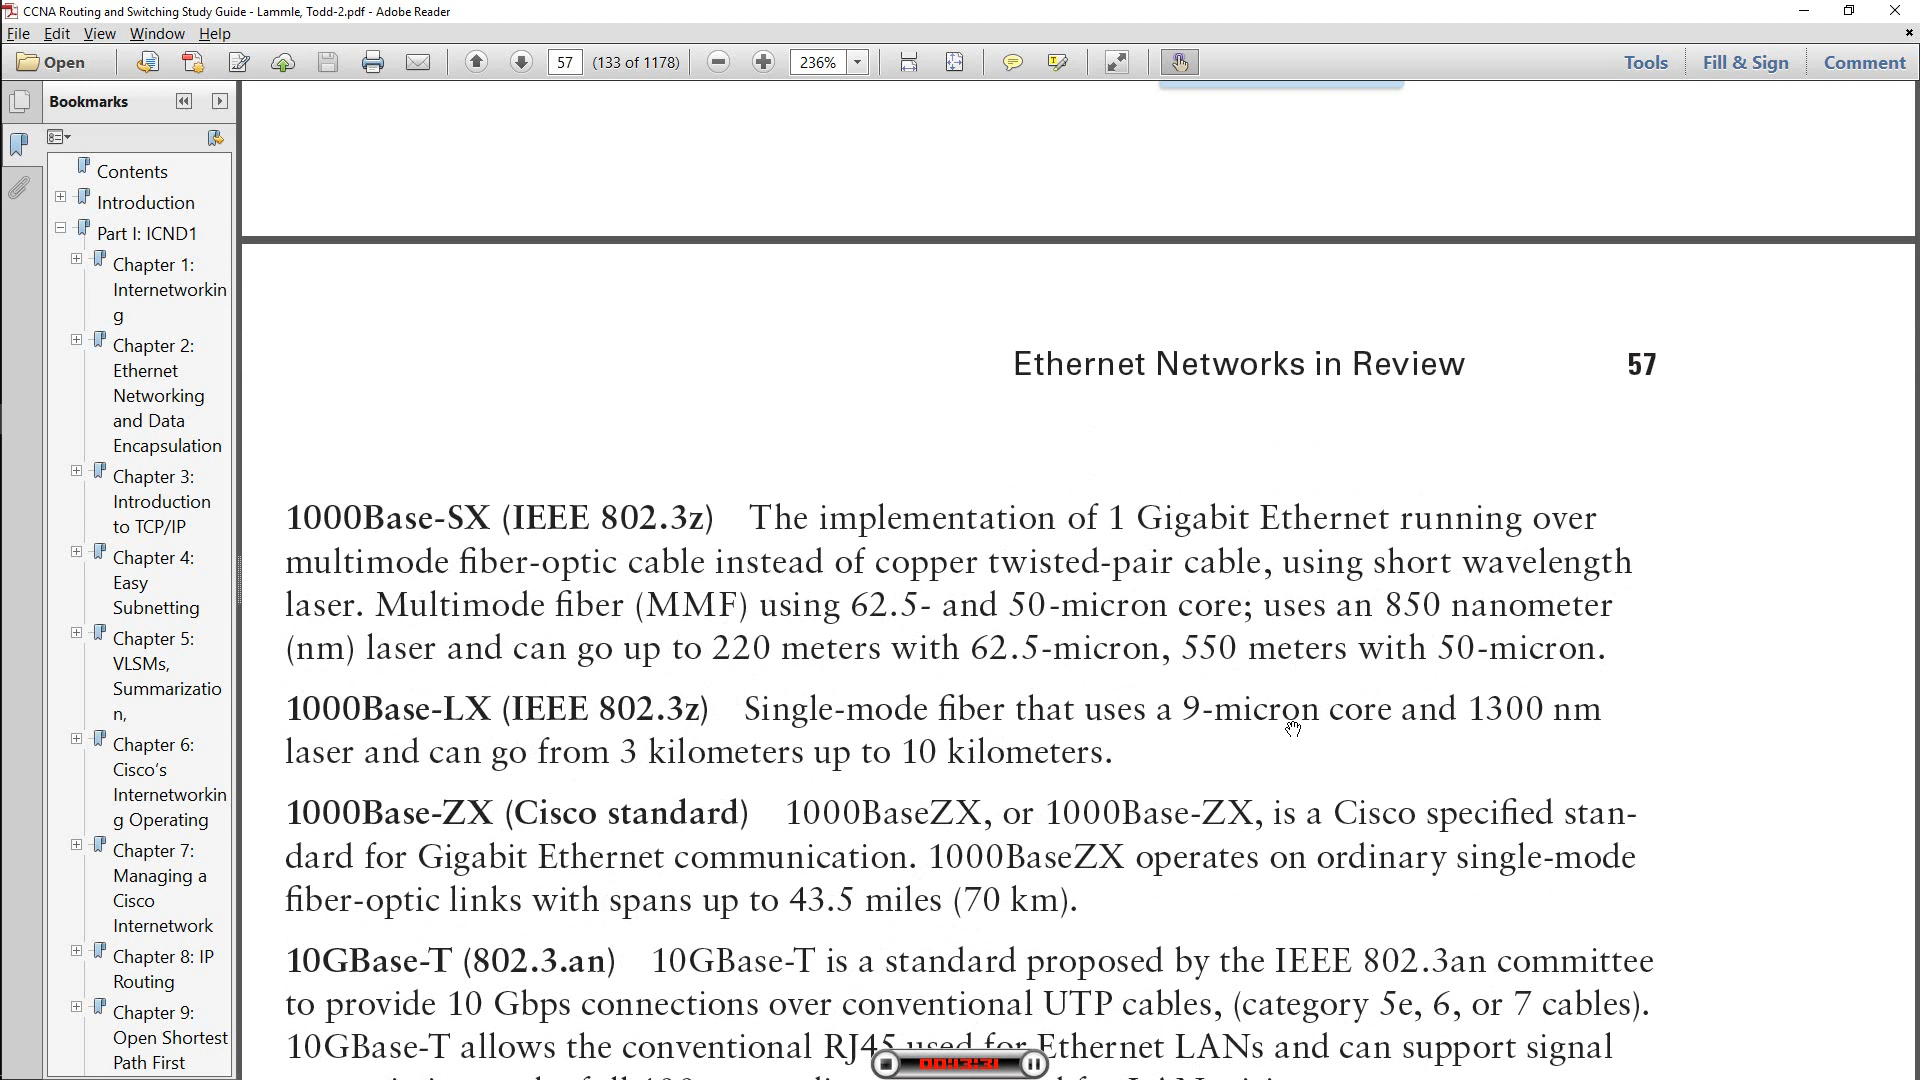 CCNA Routing and Switching Study Guide - Lammle, Todd-2.pdf - Adobe Reader
File Edit View Window Help
Open 57 (133 of 1178) 236% Tools Fill & Sign Comment
Bookmarks
Contents
Introduction
Part I: ICND1
Chapter 1:
Internetworkin
g
Chapter 2:
Ethernet
Networking
and Data
Encapsulation
Chapter 3:
Introduction
to TCP/IP
Chapter 4:
Easy
Subnetting
Chapter 5:
VLSMs,
Summarizatio
n,
Chapter 6:
Cisco's
Internetworkin
g Operating
Chapter 7:
Managing a
Cisco
Internetwork
Chapter 8: IP
Routing
Chapter 9:
Open Shortest
Path First
Ethernet Networks in Review 57
1000Base-SX (IEEE 802.3z) The implementation of 1 Gigabit Ethernet running over
multimode fiber-optic cable instead of copper twisted-pair cable, using short wavelength
laser. Multimode fiber (MMF) using 62.5- and 50-micron core; uses an 850 nanometer
(nm) laser and can go up to 220 meters with 62.5-micron, 550 meters with 50-micron.
1000Base-LX (IEEE 802.3z) Single-mode fiber that uses a 9-micron core and 1300 nm
laser and can go from 3 kilometers up to 10 kilometers.
1000Base-ZX (Cisco standard) 1000BaseZX, or 1000Base-ZX, is a Cisco specified stan-
dard for Gigabit Ethernet communication. 1000BaseZX operates on ordinary single-mode
fiber-optic links with spans up to 43.5 miles (70 km).
10GBase-T (802.3.an) 10GBase-T is a standard proposed by the IEEE 802.3an committee
to provide 10 Gbps connections over conventional UTP cables, (category 5e, 6, or 7 cables).
10GBase-T allows the conventional RJ45 used for Ethernet LANs and can support signal
00:13:31